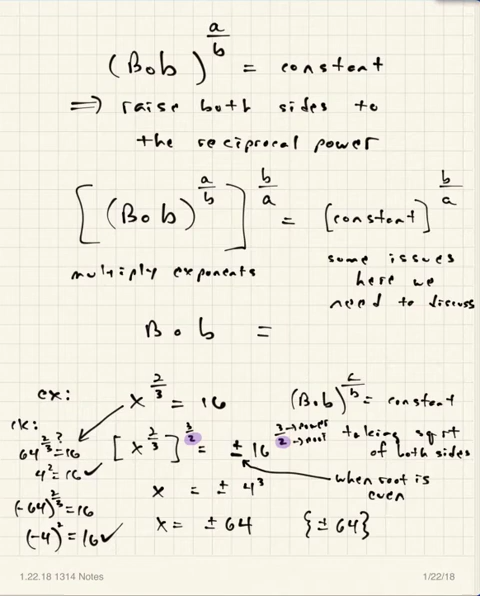 (Bob)^(a/b) = constant
⇒ raise both sides to
the reciprocal power
[(Bob)^(a/b)]^(b/a) = [constant]^(b/a)
multiply exponents
some issues
here we
need to discuss
Bob =
ex: x^(2/3) = 16
(Bob)^(c/b) = constant
ck:
64^(2/3) ?= 16
4² = 16 ✓
(-64)^(2/3) = 16
(-4)² = 16 ✓
[x^(2/3)]^(3/2) = ± 16^(3/2)
3 → power
2 → root
taking sqrt
of both sides
when root is
even
x = ± 4³
x = ± 64
{± 64}
1.22.18 1314 Notes
1/22/18